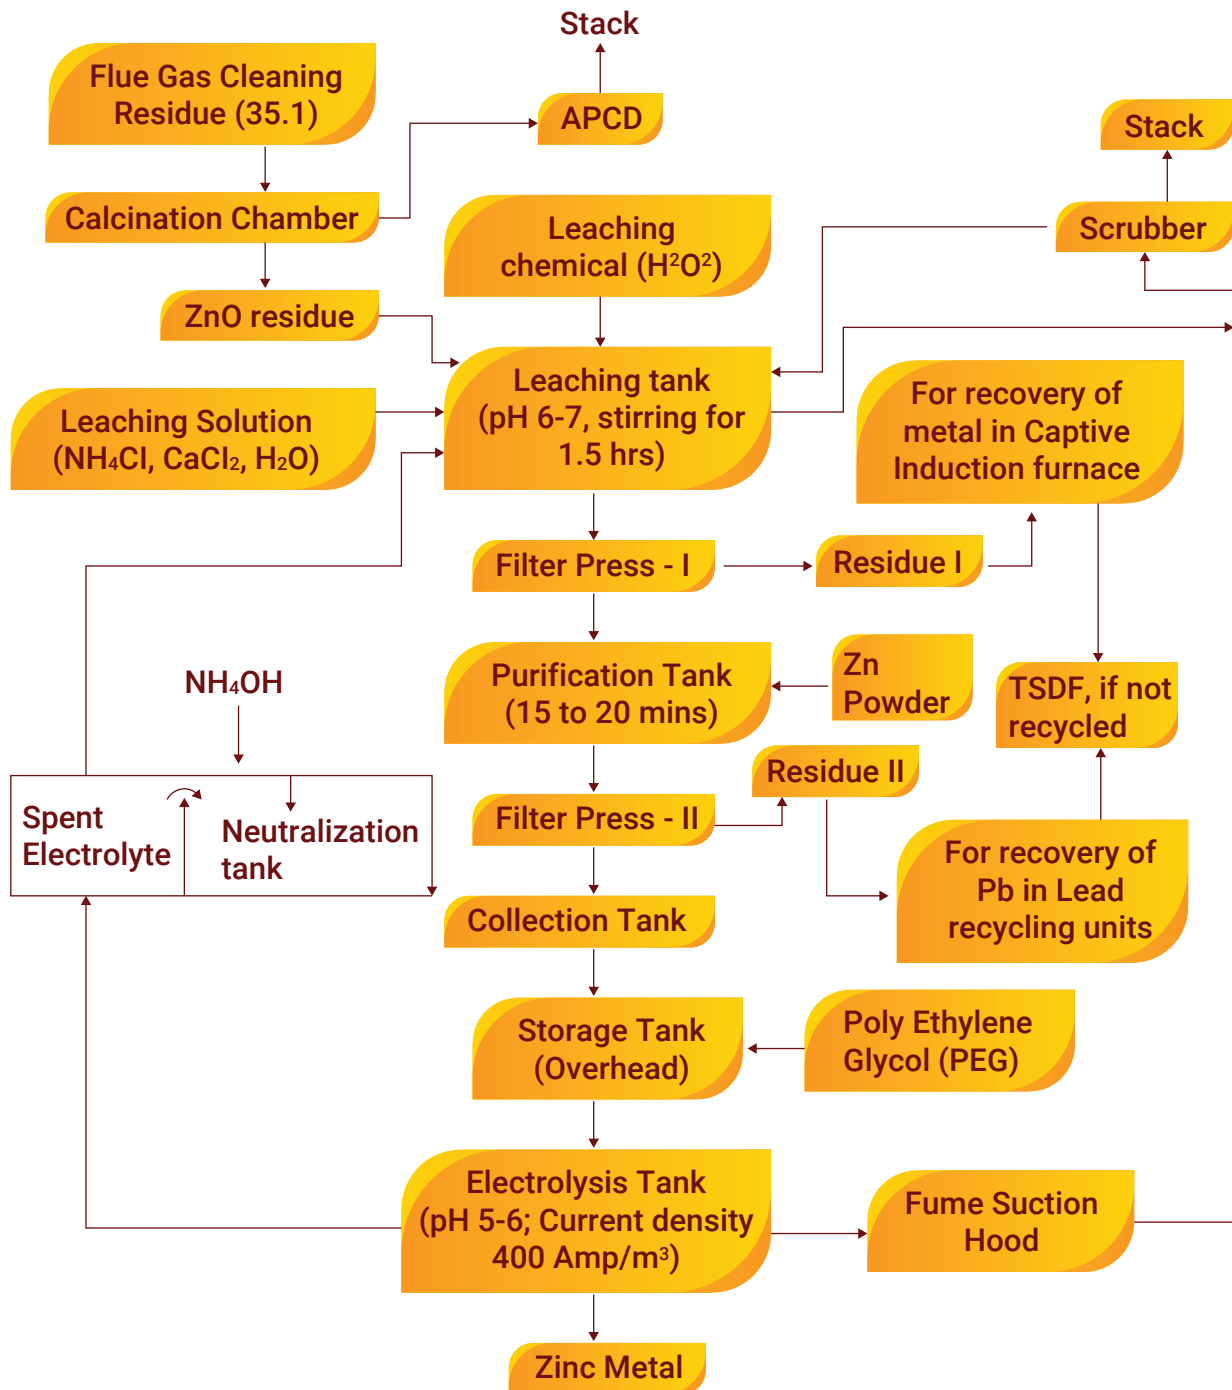 Stack
Flue Gas Cleaning
Residue (35.1)
APCD
Stack
Calcination Chamber
Leaching
chemical (H²O²)
Scrubber
ZnO residue
Leaching tank
(pH 6-7, stirring for
1.5 hrs)
Leaching Solution
(NH₄Cl, CaCl₂, H₂O)
For recovery of
metal in Captive
Induction furnace
Filter Press - I
Residue I
Purification Tank
(15 to 20 mins)
Zn
Powder
TSDF, if not
recycled
NH₄OH
Residue II
Spent
Electrolyte
Neutralization
tank
Filter Press - II
For recovery of
Pb in Lead
recycling units
Collection Tank
Storage Tank
(Overhead)
Poly Ethylene
Glycol (PEG)
Electrolysis Tank
(pH 5-6; Current density
400 Amp/m³)
Fume Suction
Hood
Zinc Metal